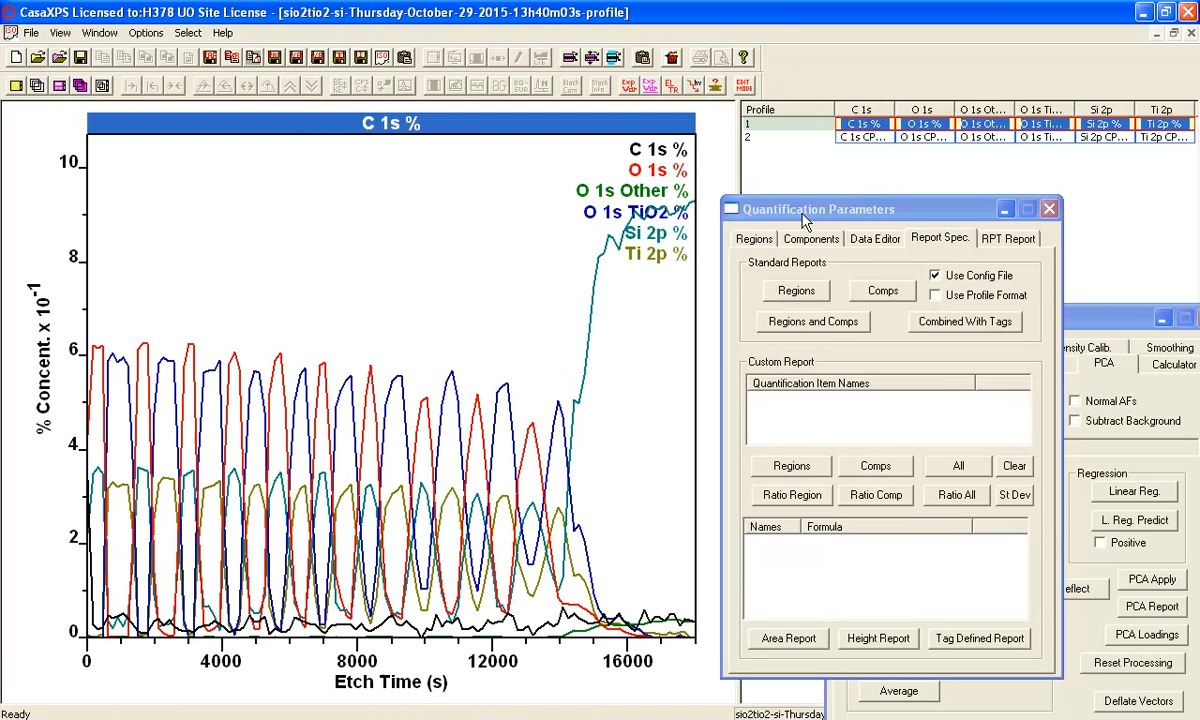 CasaXPS Licensed to:H378 UO Site License - [sio2tio2-si-Thursday-October-29-2015-13h40m03s-profile]
File View Window Options Select Help
C 1s %
C 1s %
O 1s %
O 1s Other %
O 1s TiO2 %
Si 2p %
Ti 2p %
10
8
6
4
2
0
% Concent. x 10⁻¹
0 4000 8000 12000 16000
Etch Time (s)
Profile C 1s O 1s O 1s Ot... O 1s Ti... Si 2p Ti 2p
1 C 1s % O 1s % O 1s Ot... O 1s Ti... Si 2p % Ti 2p %
2 C 1s CP... O 1s CP... O 1s Ot... O 1s Ti... Si 2p CP... Ti 2p CP...
Quantification Parameters
Regions Components Data Editor Report Spec. RPT Report
Standard Reports
Use Config File
Regions Comps
Use Profile Format
Regions and Comps Combined With Tags
Custom Report
Quantification Item Names
Regions Comps All Clear
Ratio Region Ratio Comp Ratio All St Dev
Names Formula
Area Report Height Report Tag Defined Report
ensity Calib. Smoothing
PCA Calculator
Normal AFs
Subtract Background
Regression
Linear Reg.
L. Reg. Predict
Positive
eflect PCA Apply
PCA Report
PCA Loadings
Reset Processing
Average Deflate Vectors
Ready sio2tio2-si-Thursday